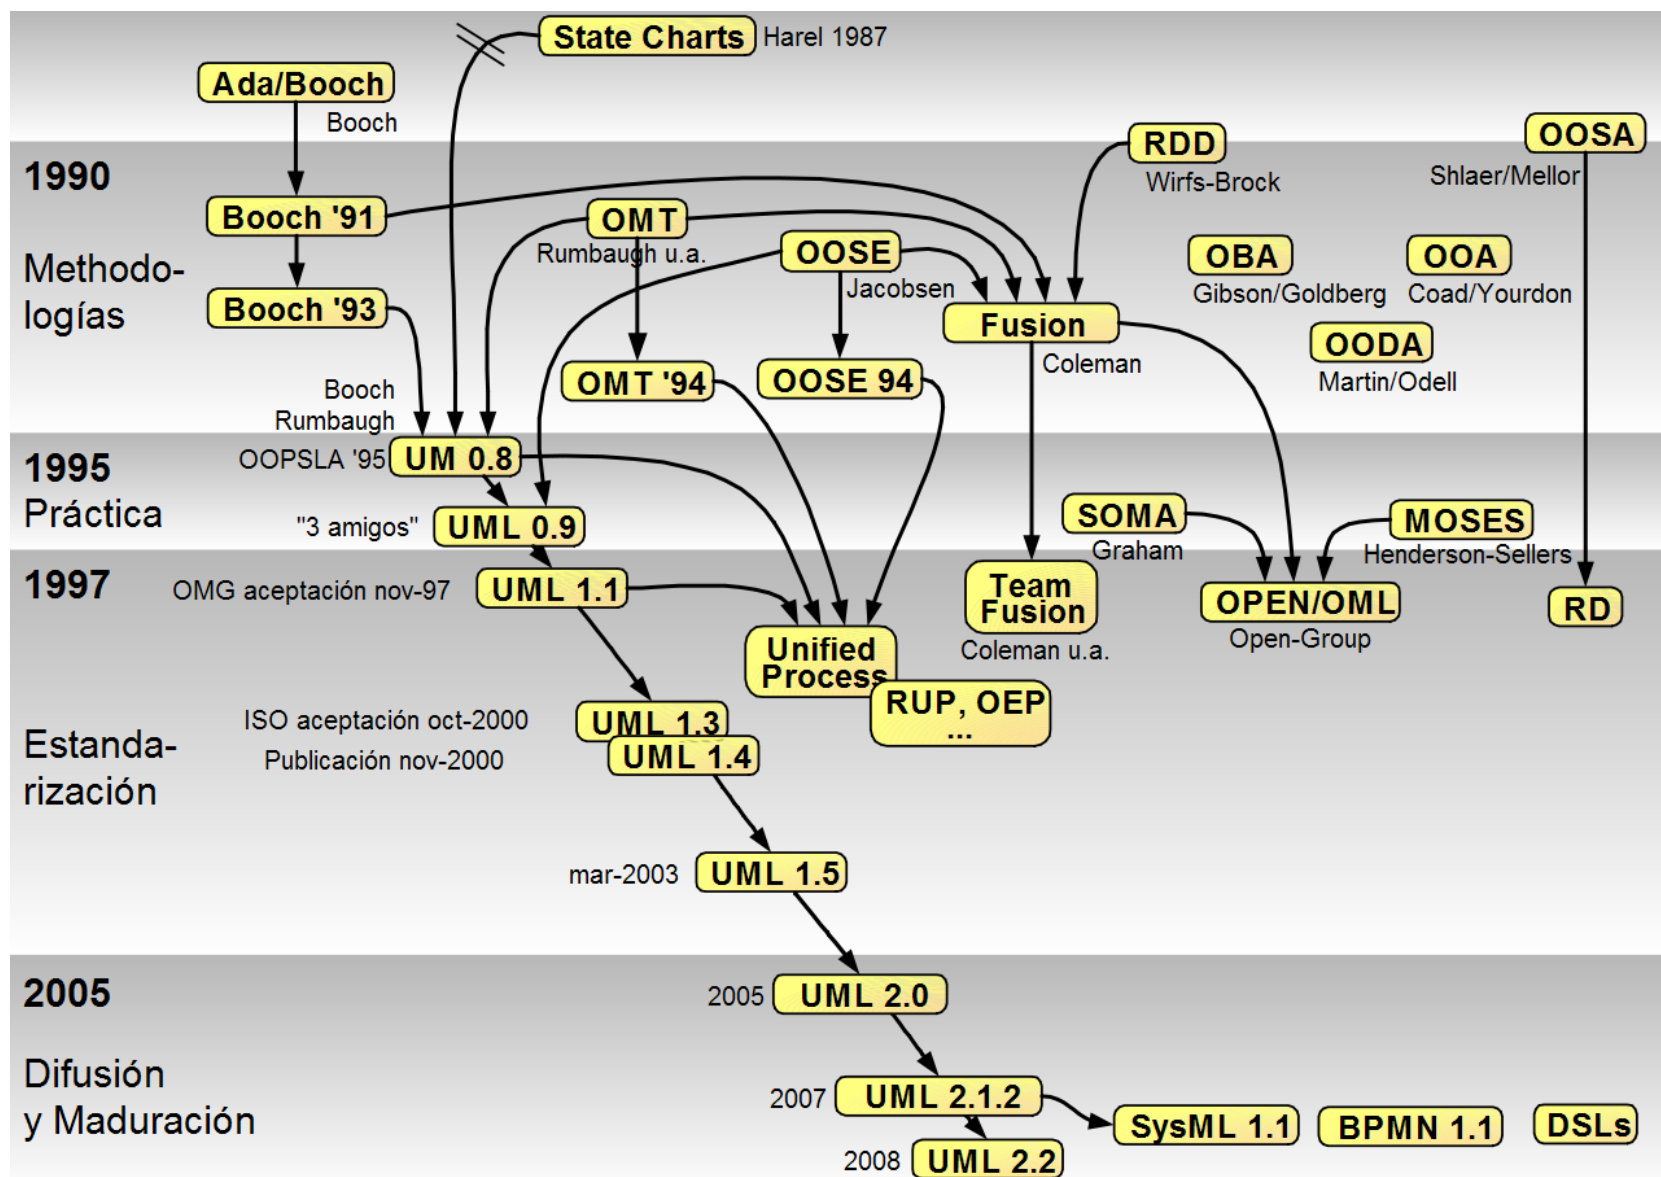 State Charts
Harel 1987
Ada/Booch
Booch
RDD
Wirfs-Brock
OOSA
Shlaer/Mellor
1990
Methodo-
logías
Booch '91
OMT
Rumbaugh u.a.
OOSE
Jacobsen
OBA
Gibson/Goldberg
OOA
Coad/Yourdon
Booch '93
Fusion
Coleman
OODA
Martin/Odell
OMT '94
OOSE 94
Booch
Rumbaugh
1995
Práctica
OOPSLA '95
UM 0.8
"3 amigos"
UML 0.9
SOMA
Graham
MOSES
Henderson-Sellers
1997
OMG aceptación nov-97
UML 1.1
Team
Fusion
Coleman u.a.
OPEN/OML
Open-Group
RD
Unified
Process
RUP, OEP
...
Estanda-
rización
ISO aceptación oct-2000
UML 1.3
Publicación nov-2000
UML 1.4
mar-2003
UML 1.5
2005
Difusión
y Maduración
2005
UML 2.0
2007
UML 2.1.2
SysML 1.1
BPMN 1.1
DSLs
2008
UML 2.2